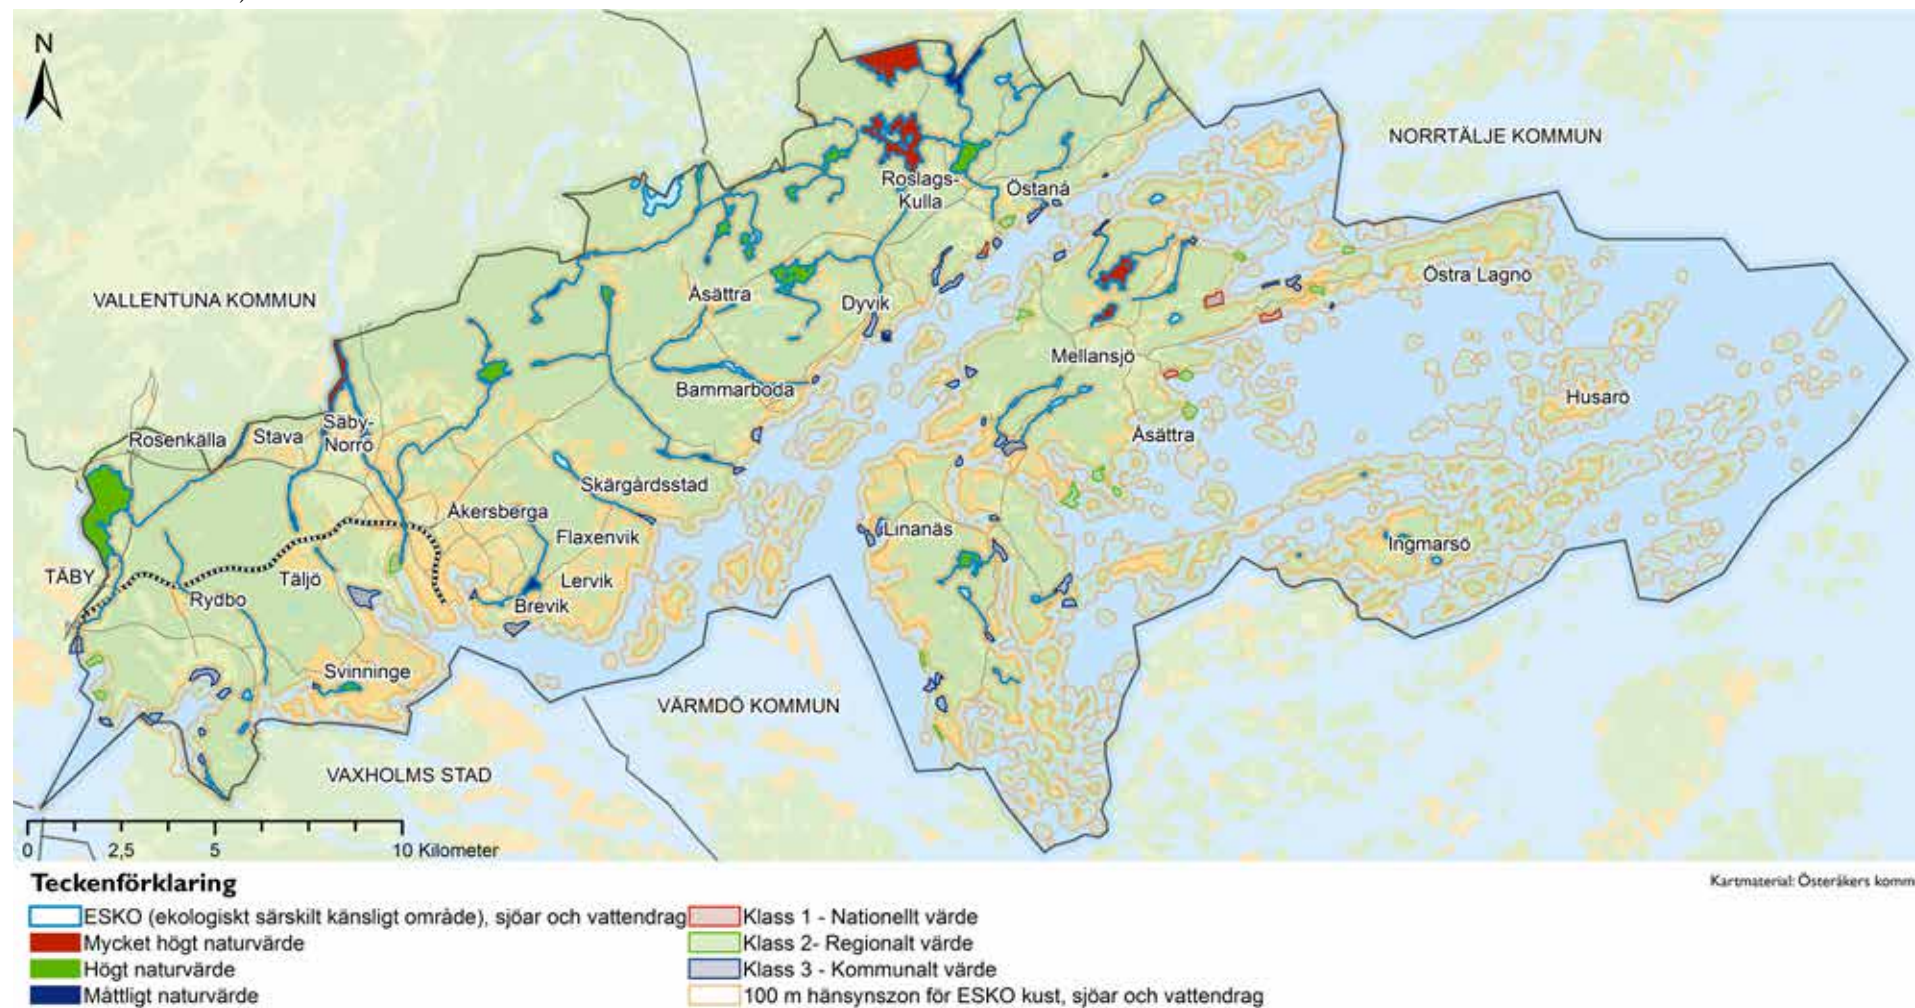 N
NORRTÄLJE KOMMUN
Roslags-
Kulla
Östanå
Östra Lagnö
VALLENTUNA KOMMUN
Åsättra
Dyvik
Mellansjö
Bammarboda
Husarö
Säby-
Norrö
Rosenkälla
Stava
Åsättra
Skärgårdsstad
Åkersberga
Flaxenvik
Linanäs
Ingmarsö
TÄBY
Täljö
Lervik
Rydbo
Brevik
Svinninge
VÄRMDÖ KOMMUN
VAXHOLMS STAD
0 2,5 5 10 Kilometer
Teckenförklaring
Kartmaterial: Österåkers komm
ESKO (ekologiskt särskilt känsligt område), sjöar och vattendrag
Klass 1 - Nationellt värde
Mycket högt naturvärde
Klass 2- Regionalt värde
Högt naturvärde
Klass 3 - Kommunalt värde
Måttligt naturvärde
100 m hänsynszon för ESKO kust, sjöar och vattendrag